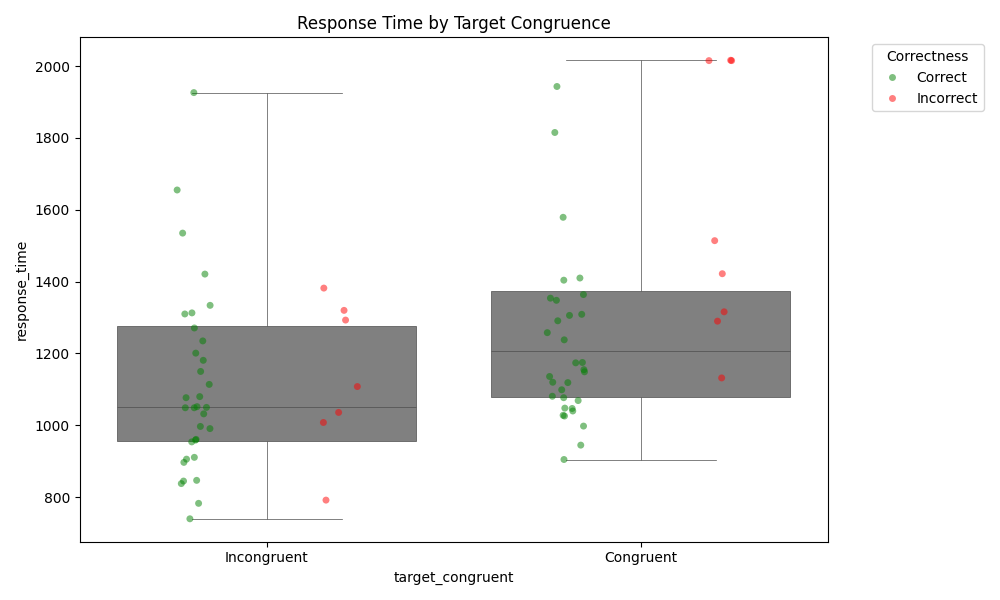 Response Time by Target Congruence
Correctness
Correct
Incorrect
response_time
2000
1800
1600
1400
1200
1000
800
Incongruent
Congruent
target_congruent